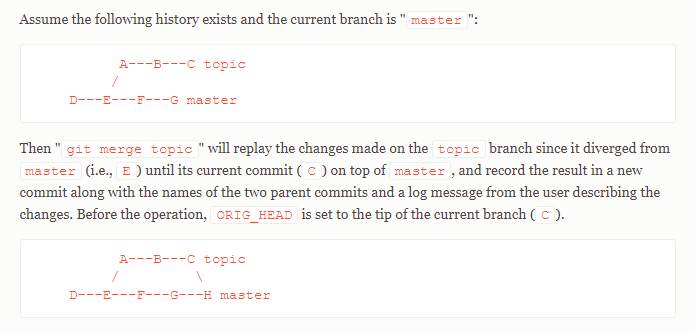 Assume the following history exists and the current branch is " master ":
A---B---C topic
/
D---E---F---G master
Then " git merge topic " will replay the changes made on the topic branch since it diverged from
master (i.e., E ) until its current commit ( C ) on top of master , and record the result in a new
commit along with the names of the two parent commits and a log message from the user describing the
changes. Before the operation, ORIG_HEAD is set to the tip of the current branch ( C ).
A---B---C topic
/ \
D---E---F---G---H master